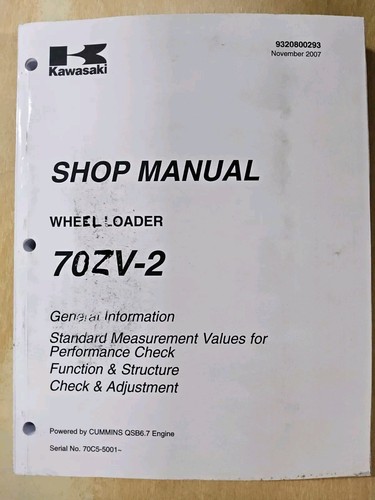 9320800293
November 2007
Kawasaki
SHOP MANUAL
WHEEL LOADER
70ZV-2
General Information
Standard Measurement Values for
Performance Check
Function & Structure
Check & Adjustment
Powered by CUMMINS QSB6.7 Engine
Serial No. 70C5-5001~